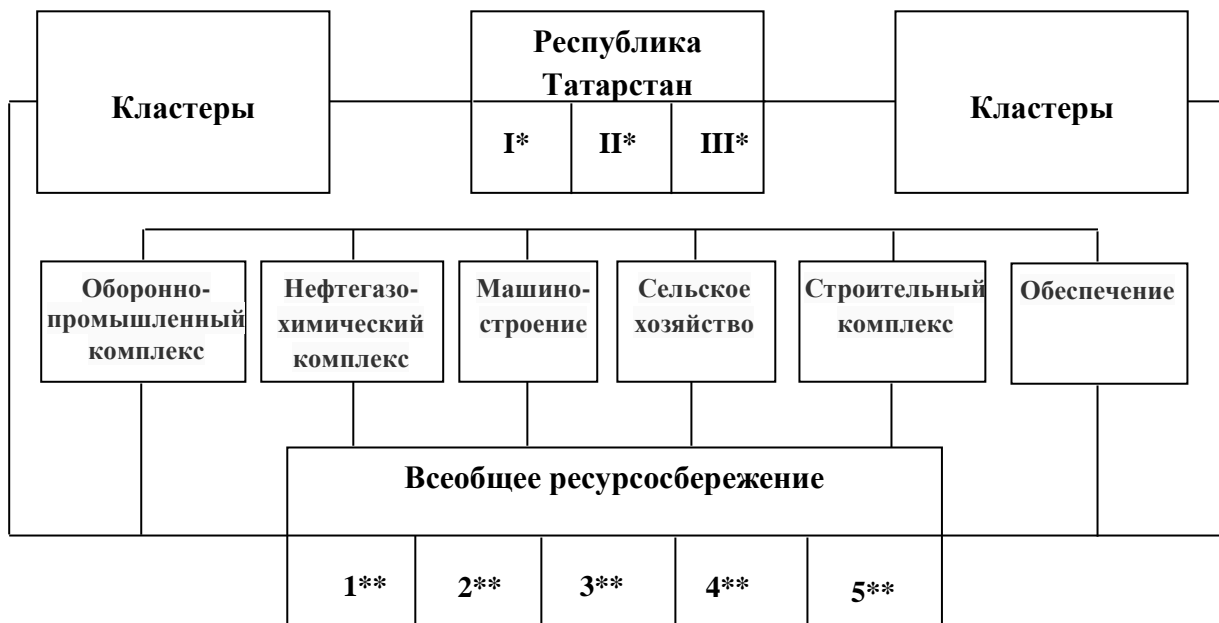 Кластеры
Республика
Татарстан
I*
II*
III*
Кластеры
Оборонно-
промышленный
комплекс
Нефтегазо-
химический
комплекс
Машино-
строение
Сельское
хозяйство
Строительный
комплекс
Обеспечение
Всеобщее ресурсосбережение
1**
2**
3**
4**
5**